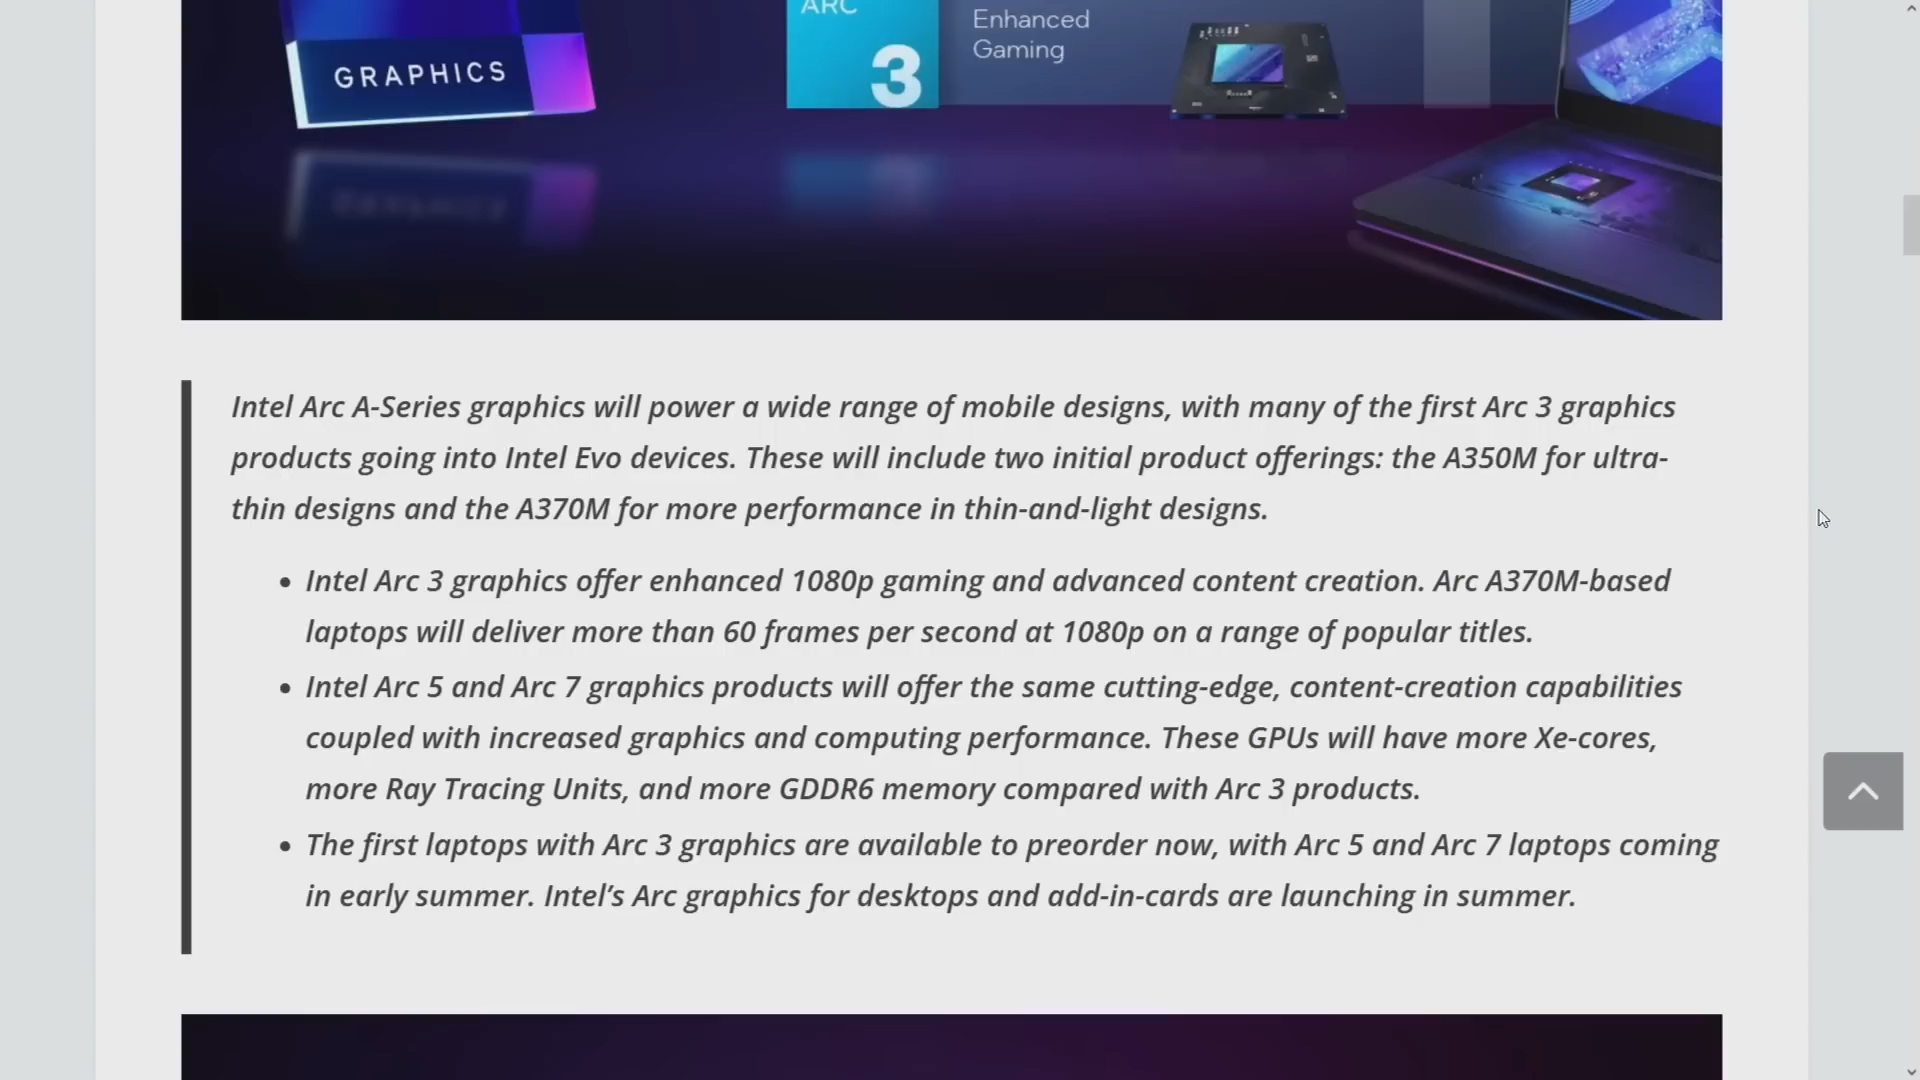 ARC
Enhanced
Gaming
GRAPHICS
3
Intel Arc A-Series graphics will power a wide range of mobile designs, with many of the first Arc 3 graphics
products going into Intel Evo devices. These will include two initial product offerings: the A350M for ultra-
thin designs and the A370M for more performance in thin-and-light designs.
• Intel Arc 3 graphics offer enhanced 1080p gaming and advanced content creation. Arc A370M-based
laptops will deliver more than 60 frames per second at 1080p on a range of popular titles.
• Intel Arc 5 and Arc 7 graphics products will offer the same cutting-edge, content-creation capabilities
coupled with increased graphics and computing performance. These GPUs will have more Xe-cores,
more Ray Tracing Units, and more GDDR6 memory compared with Arc 3 products.
• The first laptops with Arc 3 graphics are available to preorder now, with Arc 5 and Arc 7 laptops coming
in early summer. Intel’s Arc graphics for desktops and add-in-cards are launching in summer.